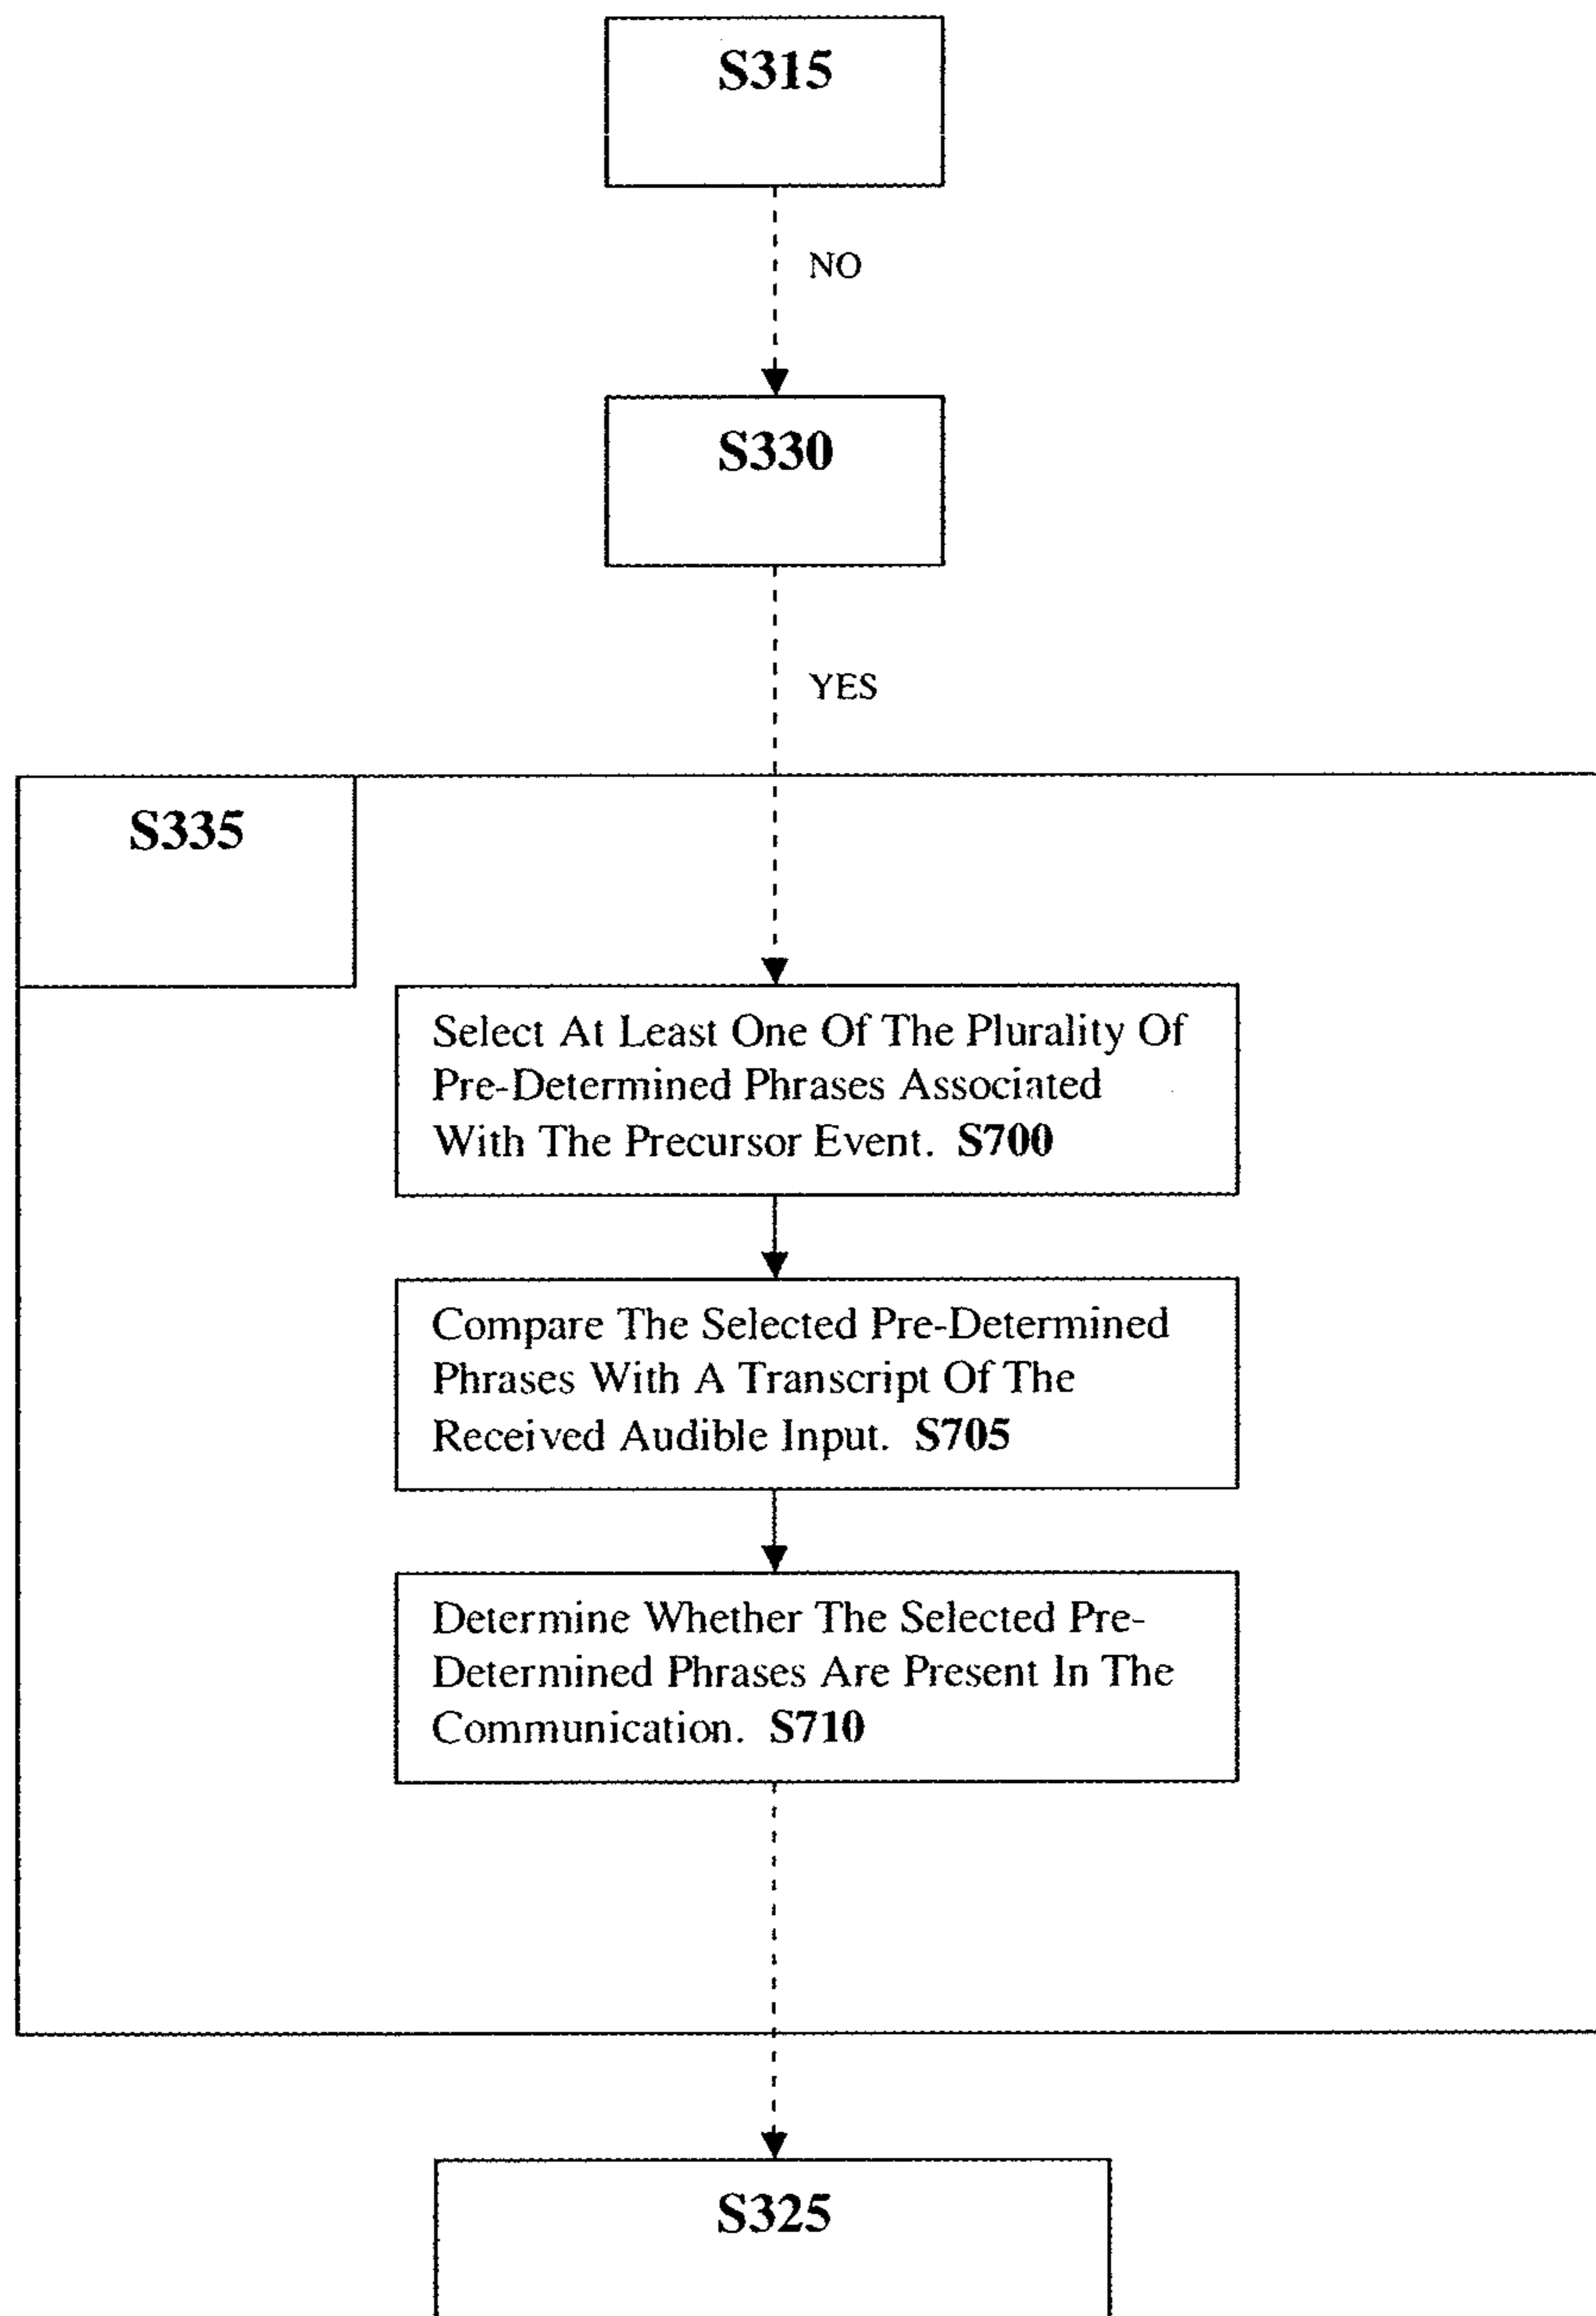 S315
NO
S330
YES
S335
Select At Least One Of The Plurality Of
Pre-Determined Phrases Associated
With The Precursor Event. S700
Compare The Selected Pre-Determined
Phrases With A Transcript Of The
Received Audible Input. S705
Determine Whether The Selected Pre-
Determined Phrases Are Present In The
Communication. S710
S325